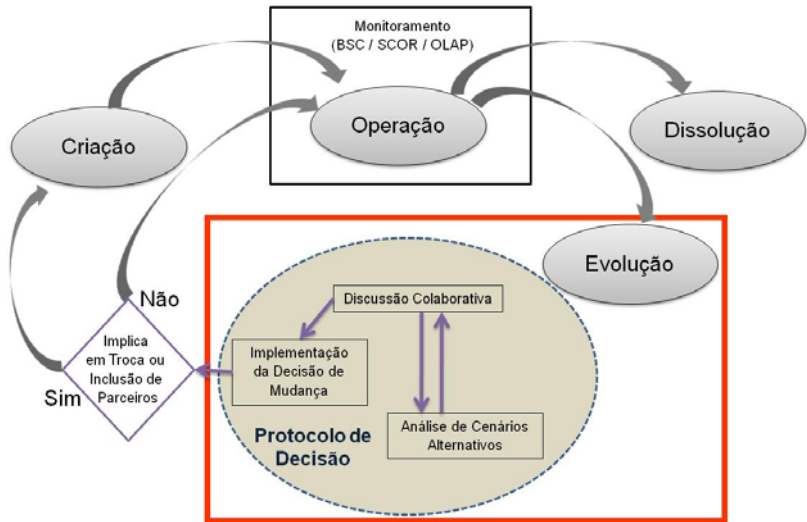 Monitoramento
(BSC / SCOR / OLAP)
Criação
Operação
Dissolução
Evolução
Não
Sim
Implica
em Troca ou
Inclusão de
Parceiros
Discussão Colaborativa
Implementação
da Decisão de
Mudança
Análise de Cenários
Alternativos
Protocolo de
Decisão